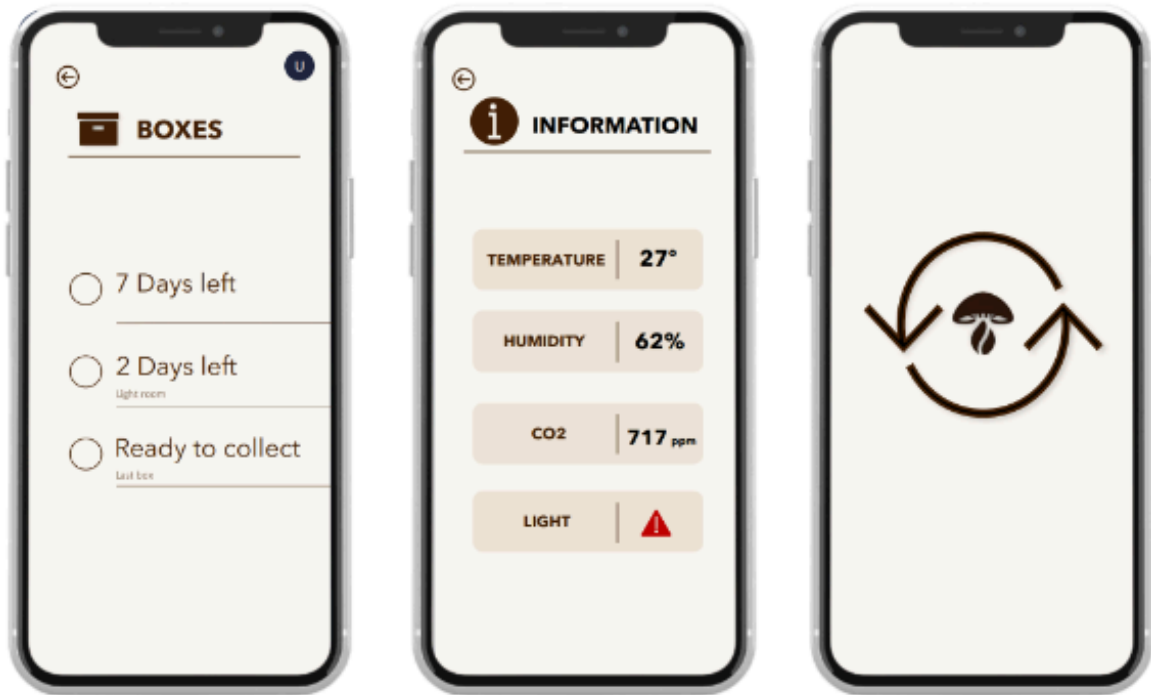 U
BOXES
7 Days left
2 Days left
Light room
Ready to collect
Last box
i INFORMATION
TEMPERATURE 27°
HUMIDITY 62%
CO2 717 ppm
LIGHT